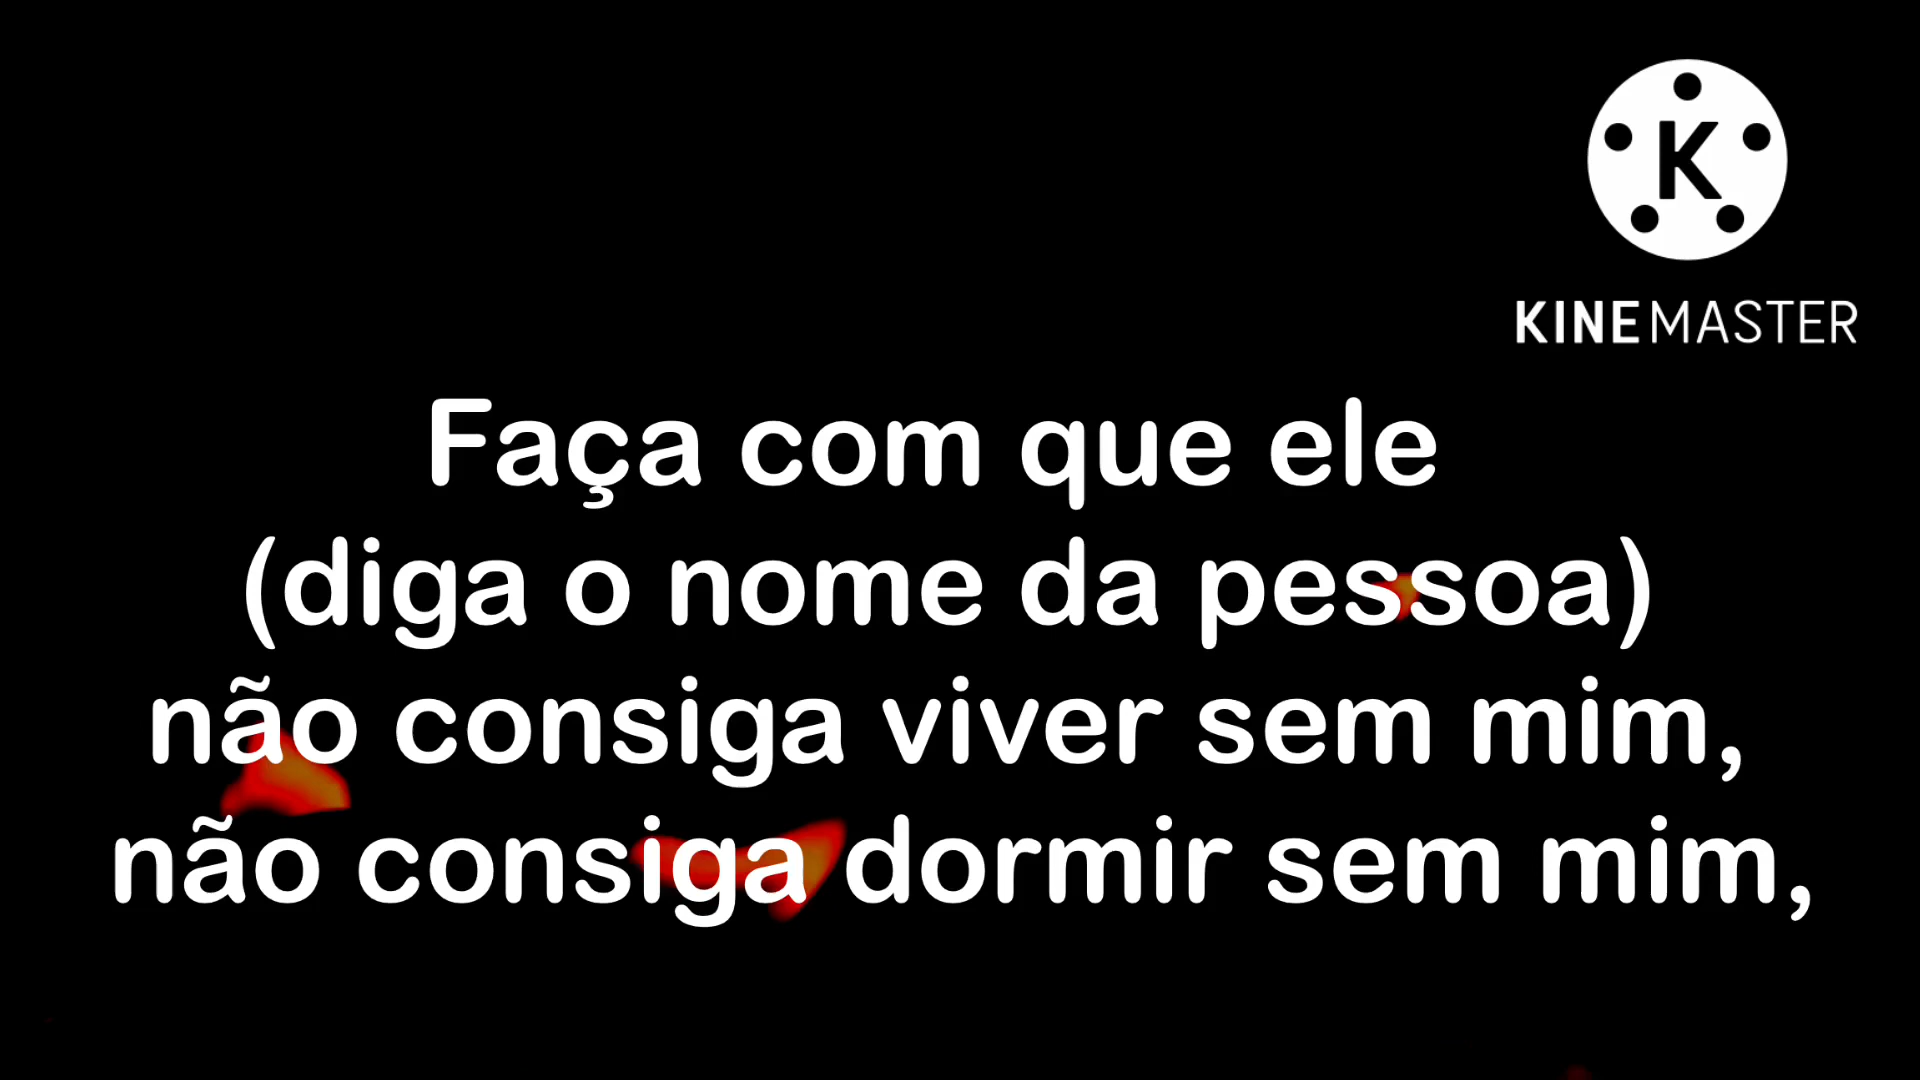 K
KINEMASTER
Faça com que ele
(diga o nome da pessoa)
não consiga viver sem mim,
não consiga dormir sem mim,